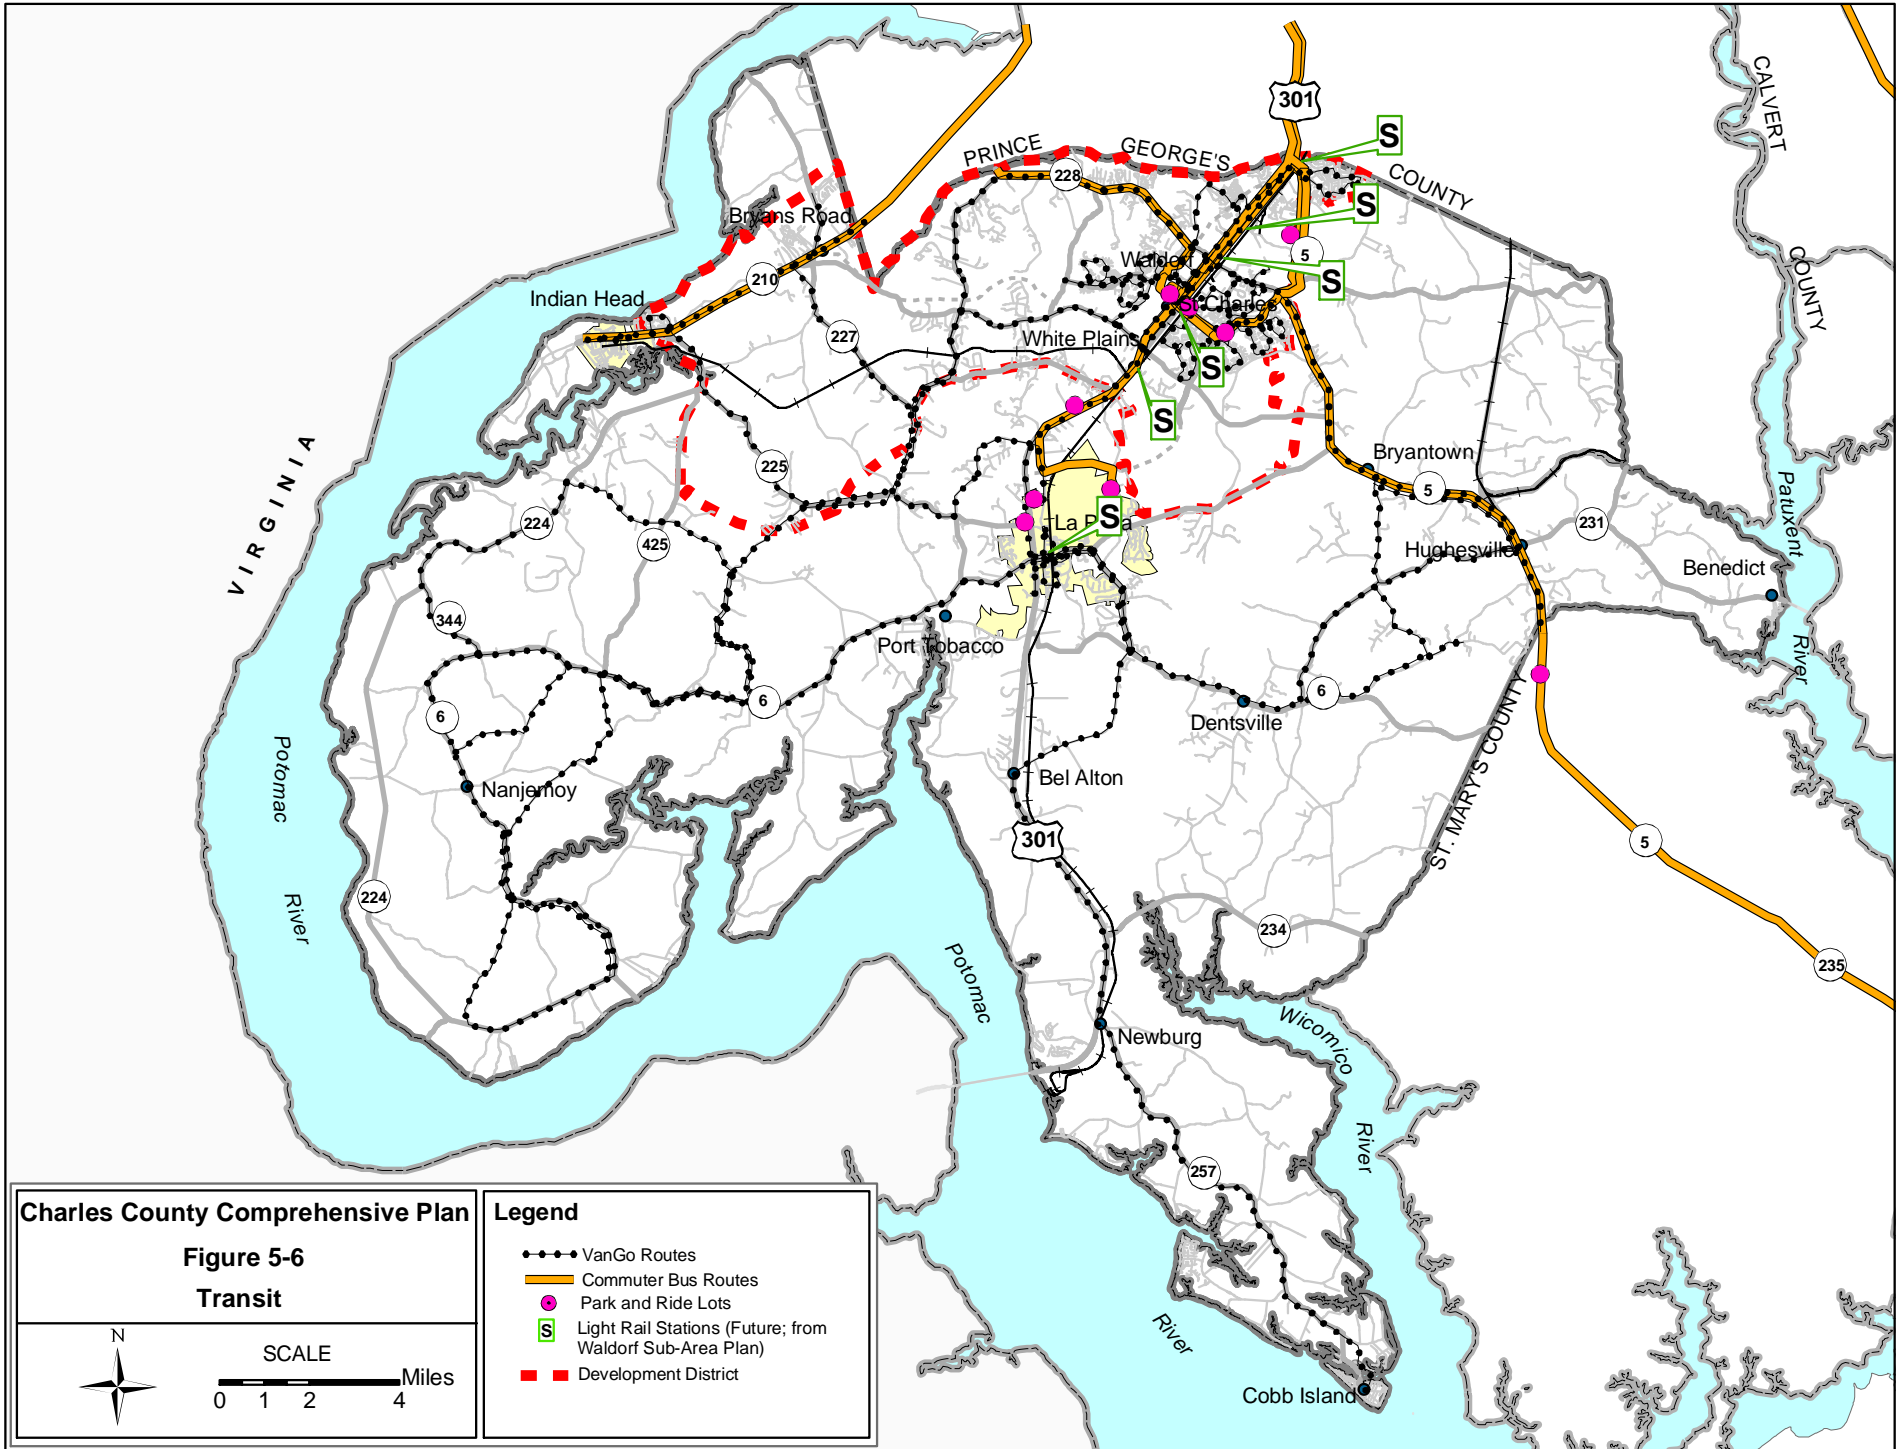 301
CALVERT
COUNTY
S
PRINCE
GEORGE'S
COUNTY
228
S
Bryans Road
5
Waldorf
S
210
Indian Head
St Charles
227
White Plains
S
S
VIRGINIA
Bryantown
225
5
Patuxent
River
224
S
La Plata
231
425
Hughesville
Benedict
344
Port Tobacco
6
6
6
Dentsville
ST. MARYS COUNTY
Potomac
River
Nanjemoy
Bel Alton
301
5
224
234
235
Potomac
River
Wicomico
River
Newburg
257
Cobb Island
Charles County Comprehensive Plan
Figure 5-6
Transit
N
SCALE
Miles
0 1 2 4
Legend
VanGo Routes
Commuter Bus Routes
Park and Ride Lots
S
Light Rail Stations (Future; from
Waldorf Sub-Area Plan)
Development District